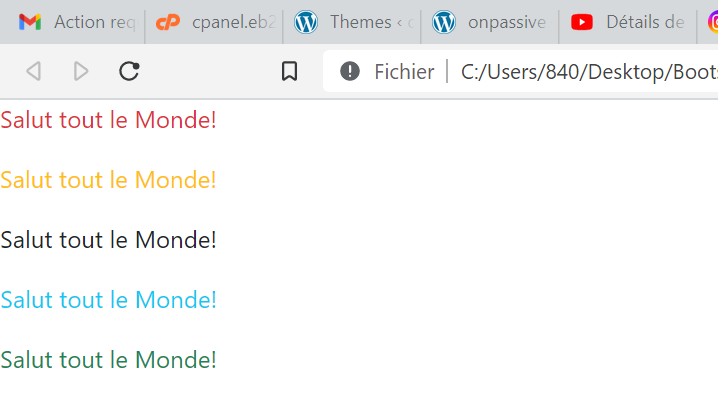 Action req
cpanel.eb2
Themes ‹
onpassive
Détails de
Fichier | C:/Users/840/Desktop/Boots
Salut tout le Monde!
Salut tout le Monde!
Salut tout le Monde!
Salut tout le Monde!
Salut tout le Monde!